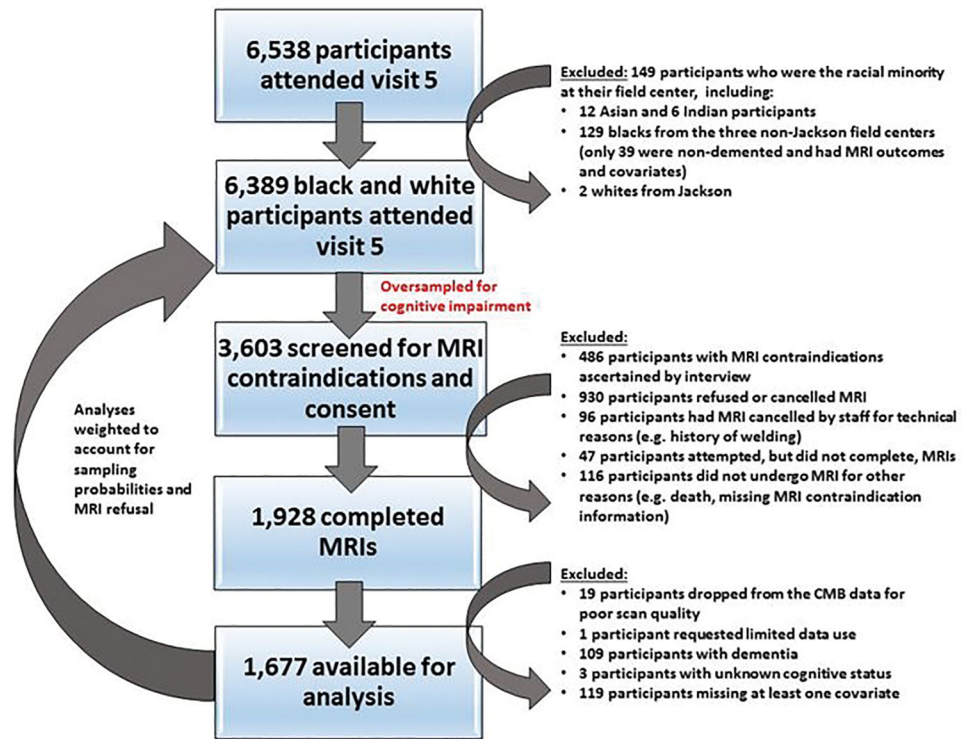 6,538 participants
attended visit 5
Excluded: 149 participants who were the racial minority
at their field center,  including:
• 12 Asian and 6 Indian participants
• 129 blacks from the three non-Jackson field centers
(only 39 were non-demented and had MRI outcomes
and covariates)
• 2 whites from Jackson
6,389 black and white
participants attended
visit 5
Oversampled for
cognitive impairment
3,603 screened for MRI
contraindications and
consent
Excluded:
• 486 participants with MRI contraindications
ascertained by interview
• 930 participants refused or cancelled MRI
• 96 participants had MRI cancelled by staff for technical
reasons (e.g. history of welding)
• 47 participants attempted, but did not complete, MRIs
• 116 participants did not undergo MRI for other
reasons (e.g. death, missing MRI contraindication
information)
Analyses
weighted to
account for
sampling
probabilities and
MRI refusal
1,928 completed
MRIs
Excluded:
• 19 participants dropped from the CMB data for
poor scan quality
• 1 participant requested limited data use
• 109 participants with dementia
• 3 participants with unknown cognitive status
• 119 participants missing at least one covariate
1,677 available for
analysis